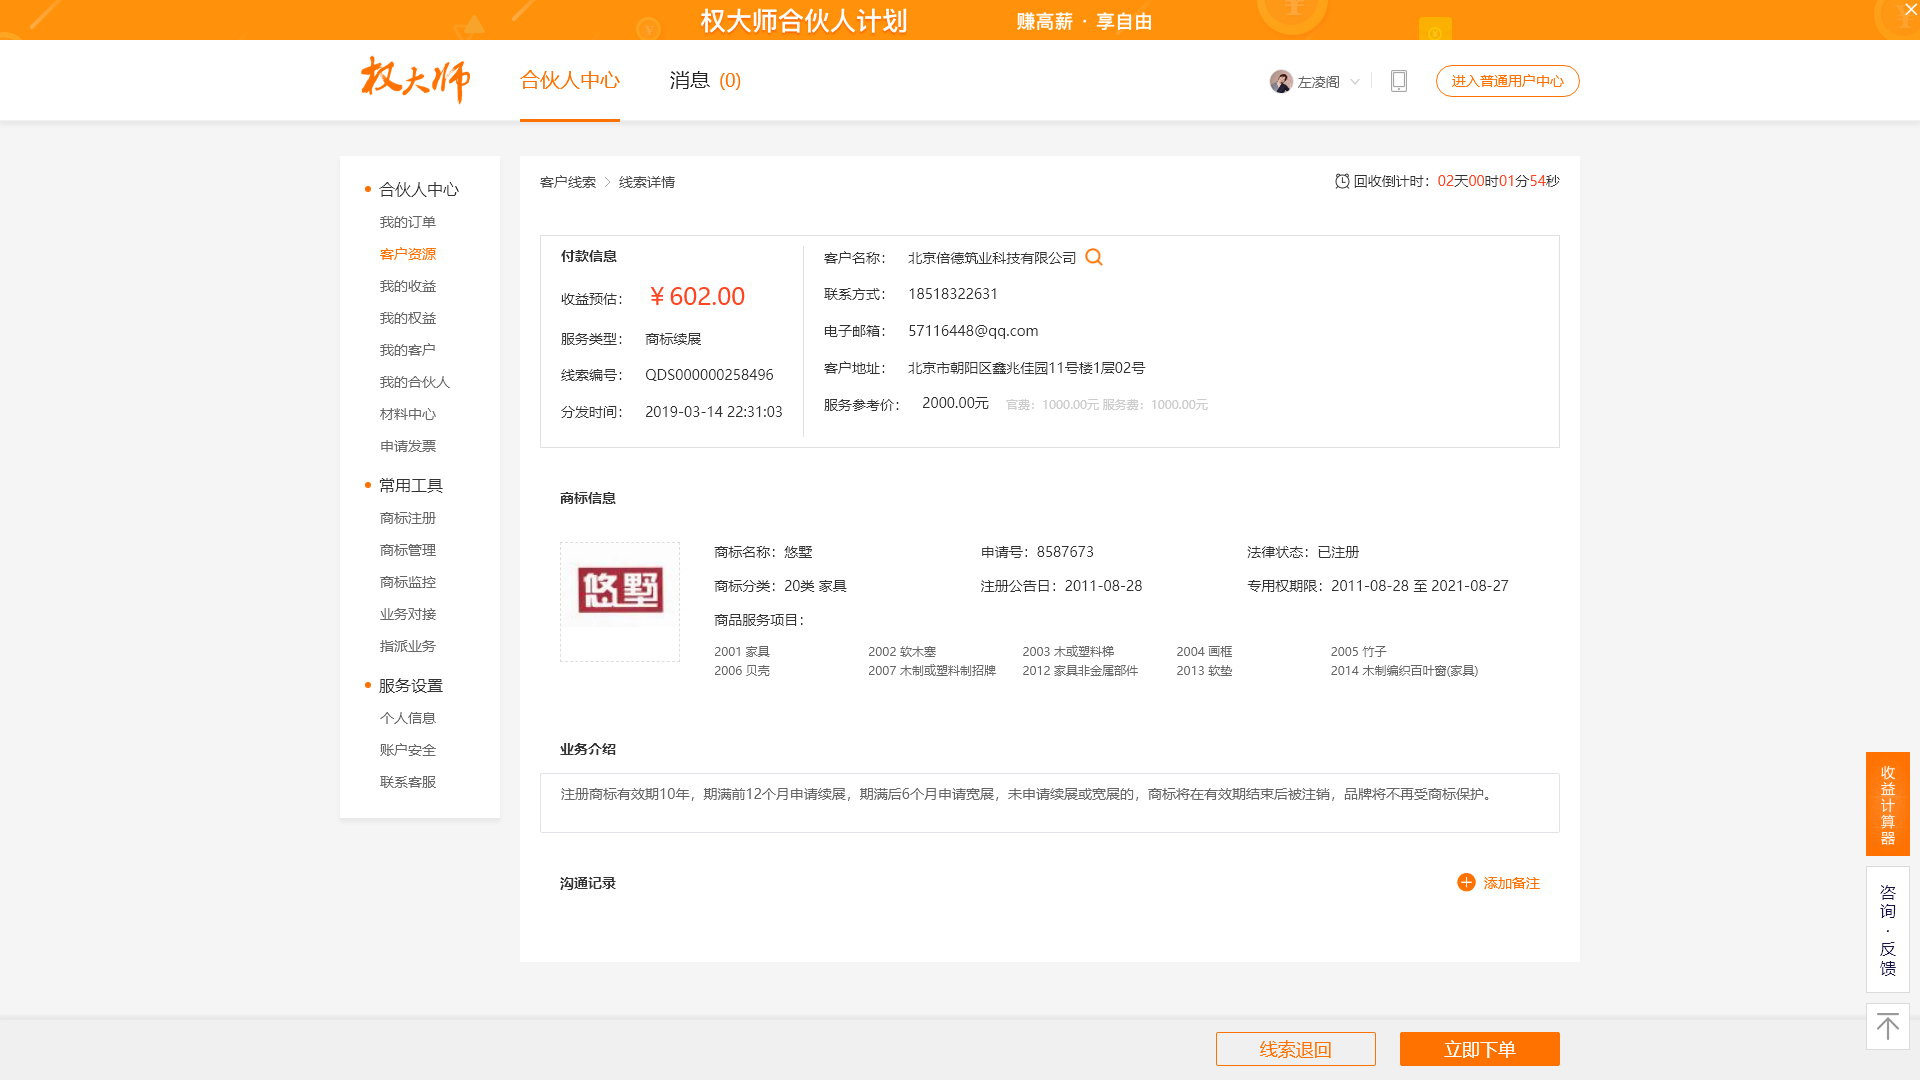 权大师合伙人计划 赚高薪 · 享自由
权大师 合伙人中心 消息 (0) 左凌阁 进入普通用户中心
合伙人中心
我的订单
客户资源
我的收益
我的权益
我的客户
我的合伙人
材料中心
申请发票
常用工具
商标注册
商标管理
商标监控
业务对接
指派业务
服务设置
个人信息
账户安全
联系客服
客户线索 > 线索详情 回收倒计时：02天00时01分54秒
付款信息
收益预估： ￥602.00
服务类型： 商标续展
线索编号： QDS000000258496
分发时间： 2019-03-14 22:31:03
客户名称： 北京倍德筑业科技有限公司
联系方式： 18518322631
电子邮箱： 57116448@qq.com
客户地址： 北京市朝阳区鑫兆佳园11号楼1层02号
服务参考价： 2000.00元 官费：1000.00元 服务费：1000.00元
商标信息
悠墅
商标名称：悠墅 申请号：8587673 法律状态：已注册
商标分类：20类 家具 注册公告日：2011-08-28 专用权期限：2011-08-28 至 2021-08-27
商品服务项目：
2001 家具 2002 软木塞 2003 木或塑料梯 2004 画框 2005 竹子
2006 贝壳 2007 木制或塑料制招牌 2012 家具非金属部件 2013 软垫 2014 木制编织百叶窗(家具)
业务介绍
注册商标有效期10年，期满前12个月申请续展，期满后6个月申请宽展，未申请续展或宽展的，商标将在有效期结束后被注销，品牌将不再受商标保护。
沟通记录 添加备注
收益计算器
咨询·反馈
线索退回 立即下单